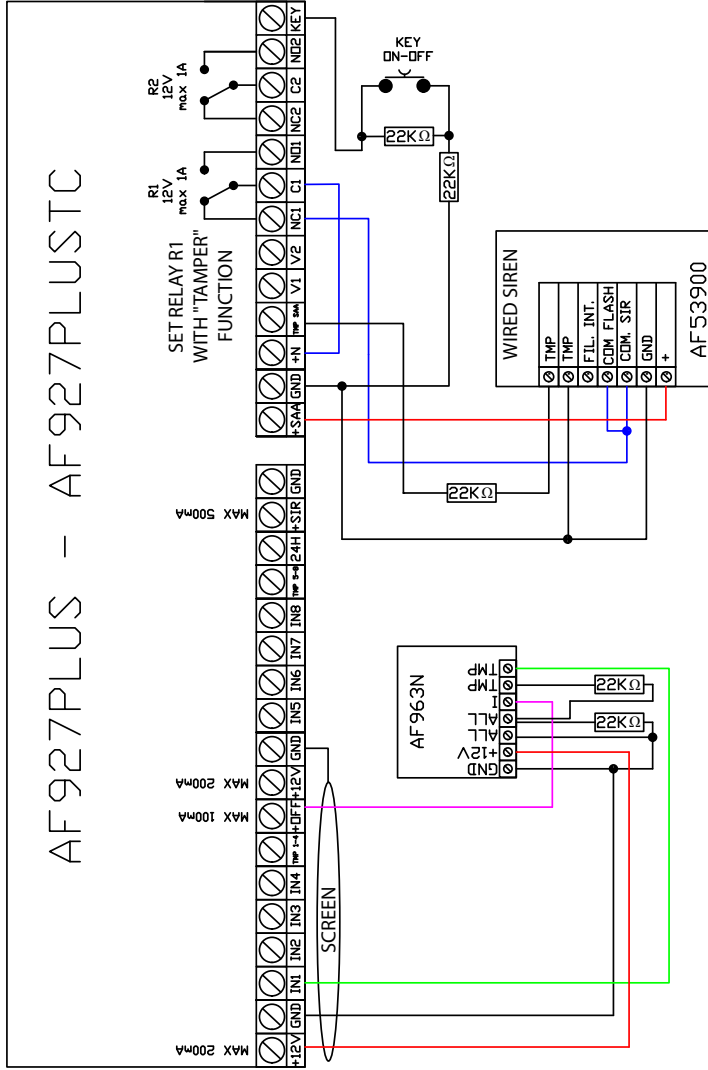 AF927PLUS - AF927PLUSTC
SET RELAY R1
WITH "TAMPER"
FUNCTION
R1
12V
max 1A
R2
12V
max 1A
KEY
NO2
C2
NC2
NO1
C1
NC1
V2
V1
TMP SAA
+N
GND
+SAA
GND
+SIR
24H
TMP 5-8
IN8
IN7
IN6
IN5
GND
+12V
+OFF
TMP 1-4
IN4
IN3
IN2
IN1
GND
+12V
MAX 500mA
MAX 200mA
MAX 100mA
MAX 200mA
SCREEN
KEY
ON-OFF
22KΩ
22KΩ
22KΩ
WIRED SIREN
TMP
TMP
FIL. INT.
COM FLASH
COM. SIR
GND
+
AF53900
AF963N
TMP
TMP
I
ALL
ALL
+12V
GND
22KΩ
22KΩ